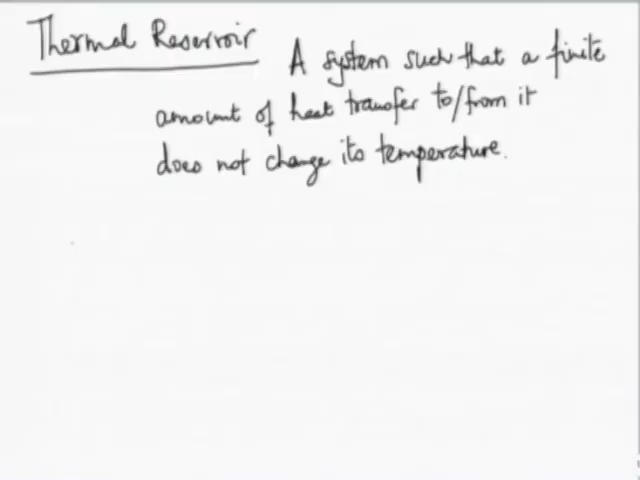 Thermal Reservoir A system such that a finite
amount of heat transfer to/from it
does not change its temperature.